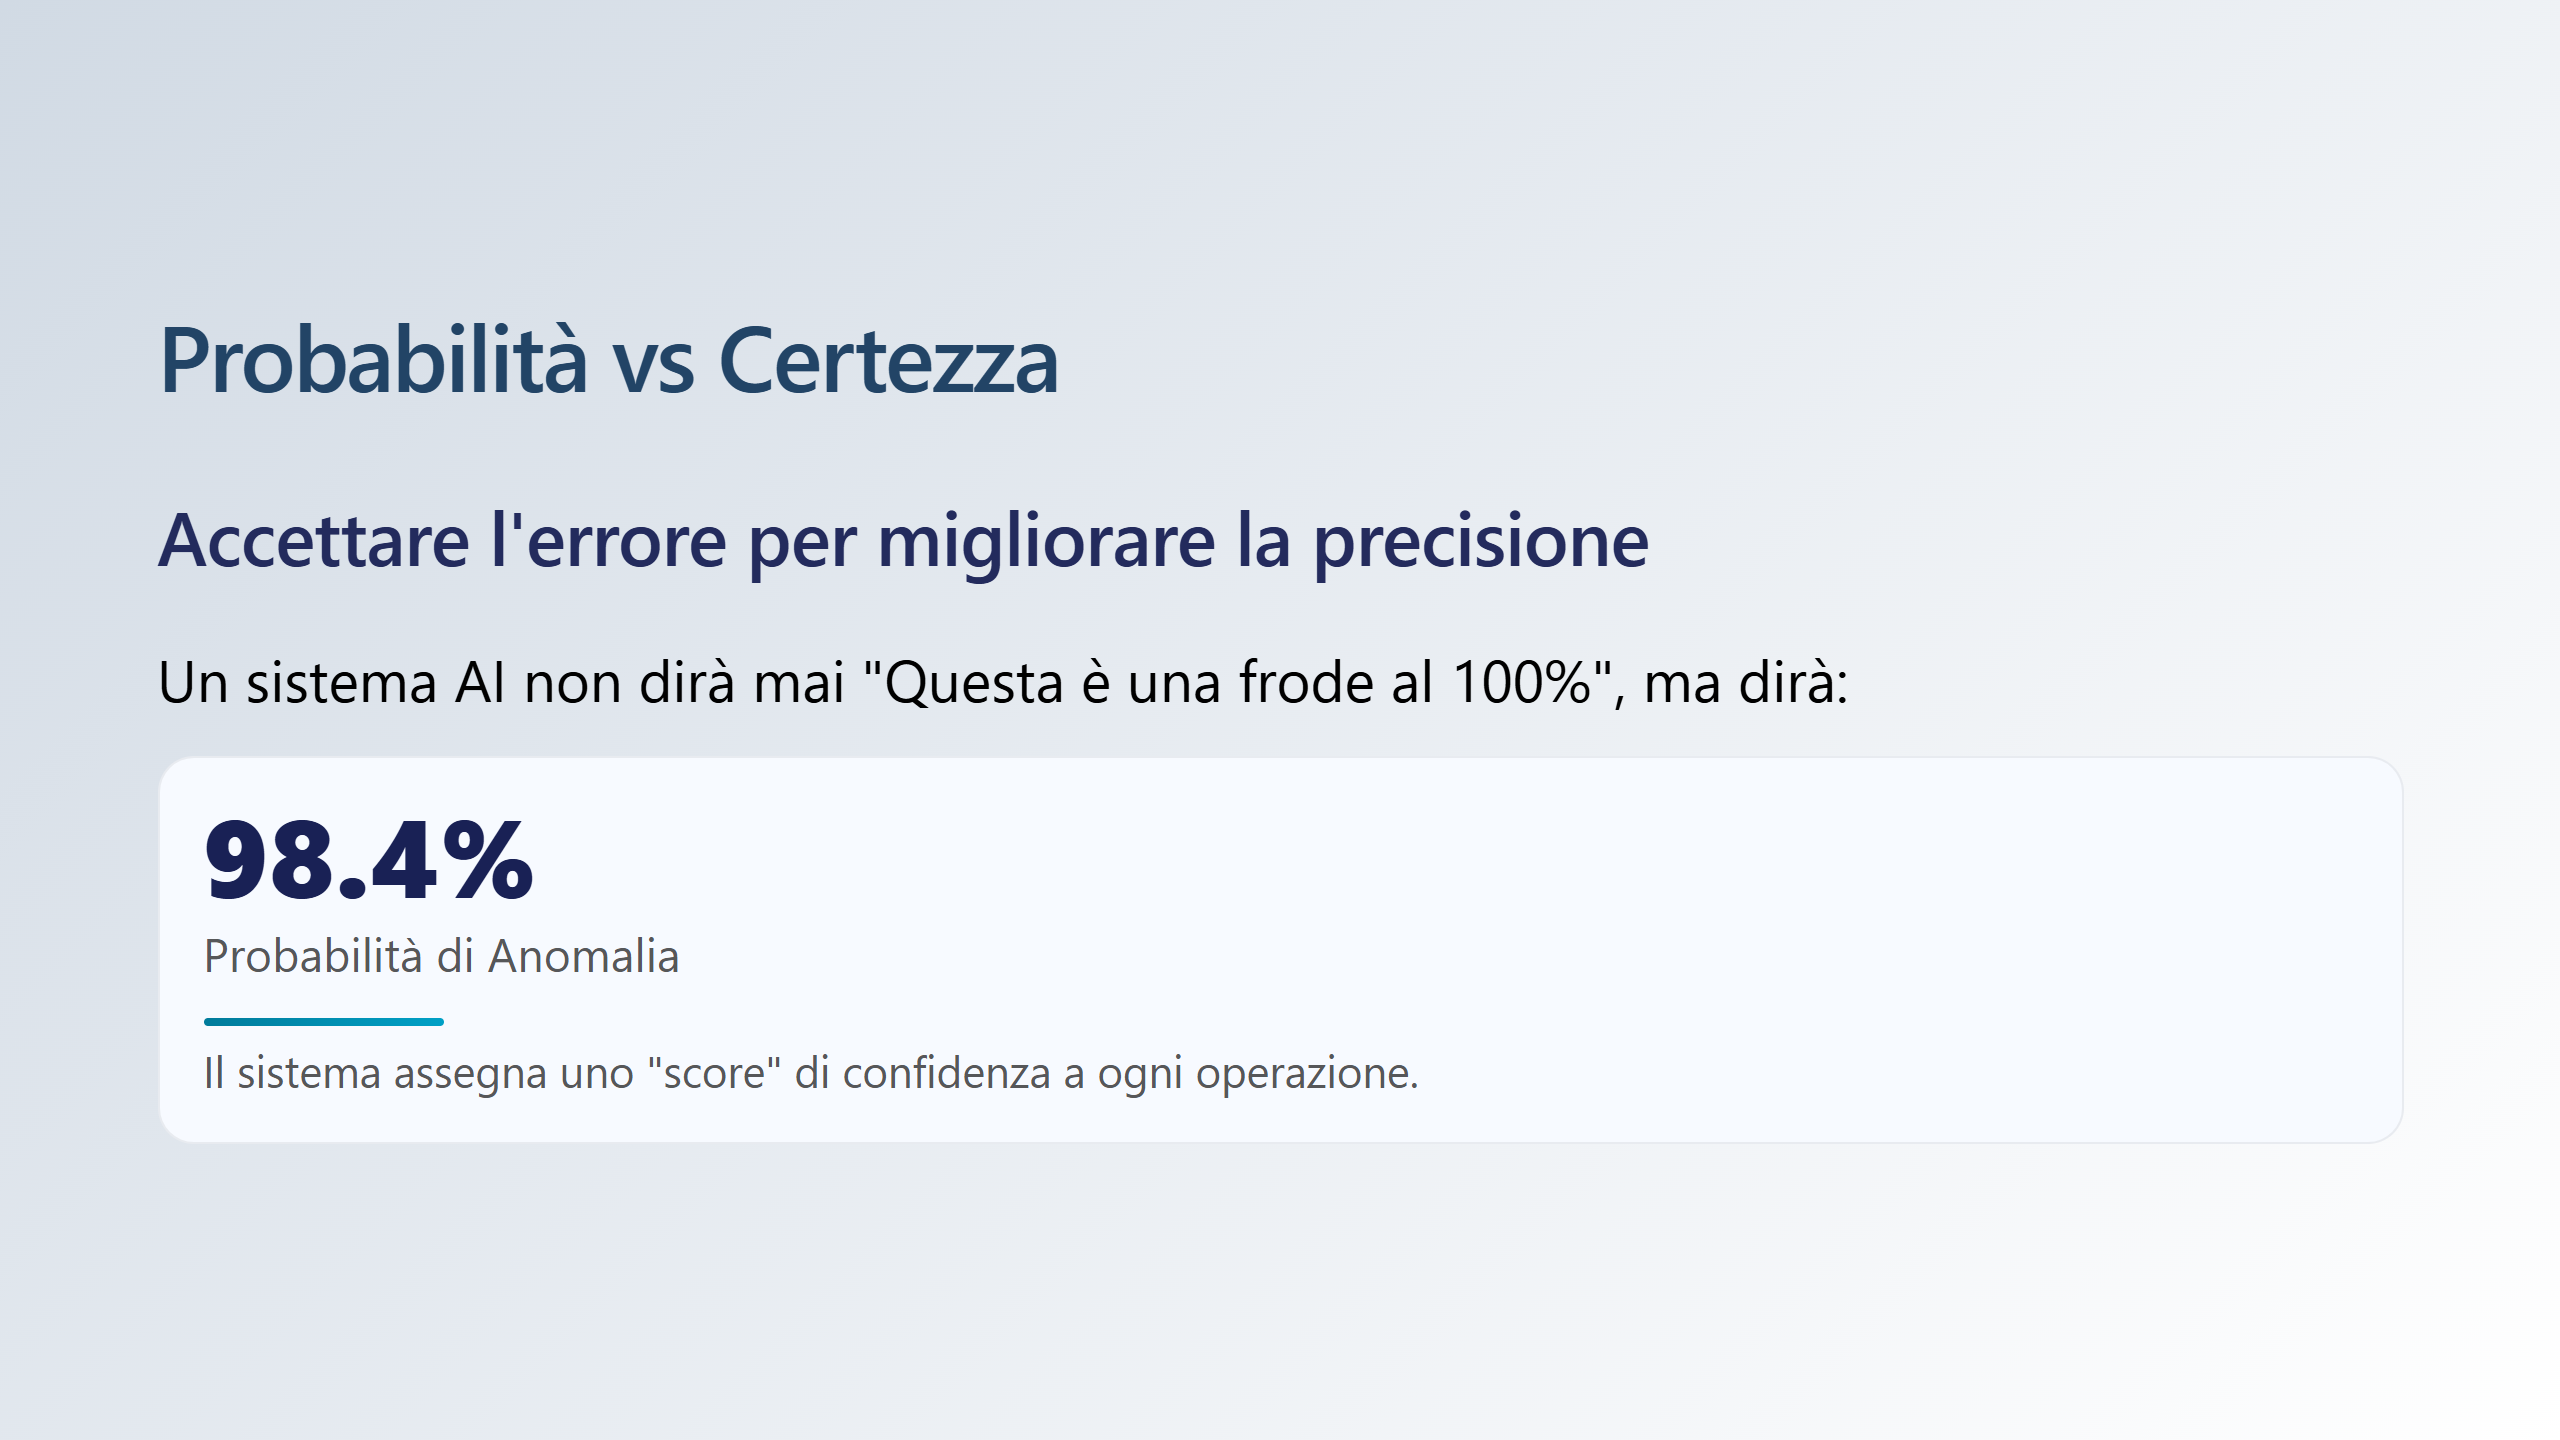 Probabilità vs Certezza
Accettare l'errore per migliorare la precisione
Un sistema AI non dirà mai "Questa è una frode al 100%", ma dirà:
98.4%
Probabilità di Anomalia
Il sistema assegna uno "score" di confidenza a ogni operazione.